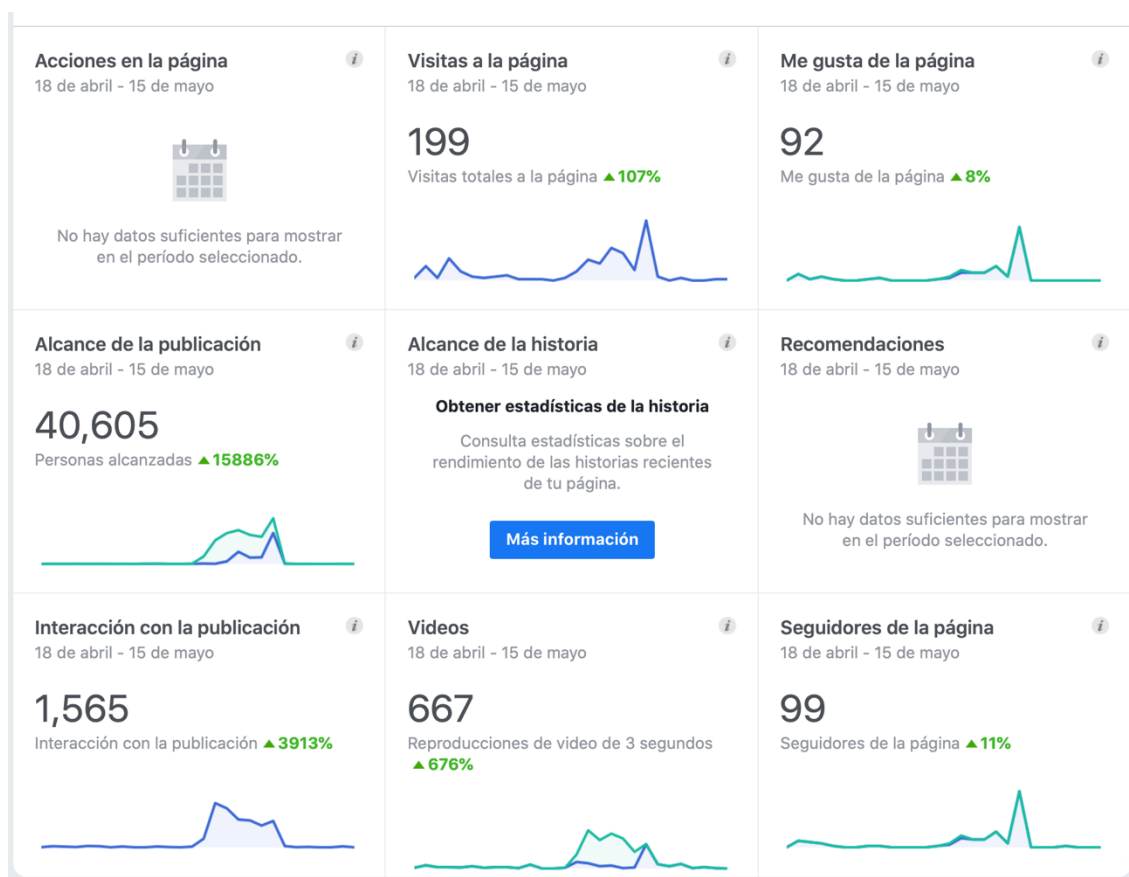 Acciones en la página
18 de abril - 15 de mayo
No hay datos suficientes para mostrar
en el período seleccionado.
Visitas a la página
18 de abril - 15 de mayo
199
Visitas totales a la página ▲107%
Me gusta de la página
18 de abril - 15 de mayo
92
Me gusta de la página ▲8%
Alcance de la publicación
18 de abril - 15 de mayo
40,605
Personas alcanzadas ▲15886%
Alcance de la historia
18 de abril - 15 de mayo
Obtener estadísticas de la historia
Consulta estadísticas sobre el
rendimiento de las historias recientes
de tu página.
Más información
Recomendaciones
18 de abril - 15 de mayo
No hay datos suficientes para mostrar
en el período seleccionado.
Interacción con la publicación
18 de abril - 15 de mayo
1,565
Interacción con la publicación ▲3913%
Videos
18 de abril - 15 de mayo
667
Reproducciones de video de 3 segundos
▲676%
Seguidores de la página
18 de abril - 15 de mayo
99
Seguidores de la página ▲11%